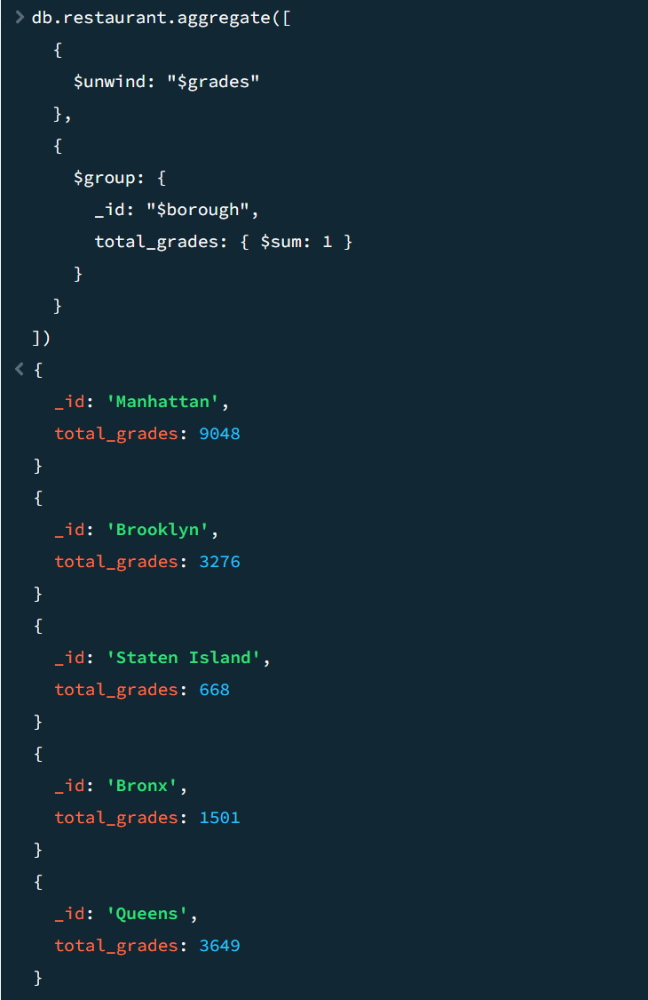 > db.restaurant.aggregate([
{
$unwind: "$grades"
},
{
$group: {
_id: "$borough",
total_grades: { $sum: 1 }
}
}
])
< {
_id: 'Manhattan',
total_grades: 9048
}
{
_id: 'Brooklyn',
total_grades: 3276
}
{
_id: 'Staten Island',
total_grades: 668
}
{
_id: 'Bronx',
total_grades: 1501
}
{
_id: 'Queens',
total_grades: 3649
}